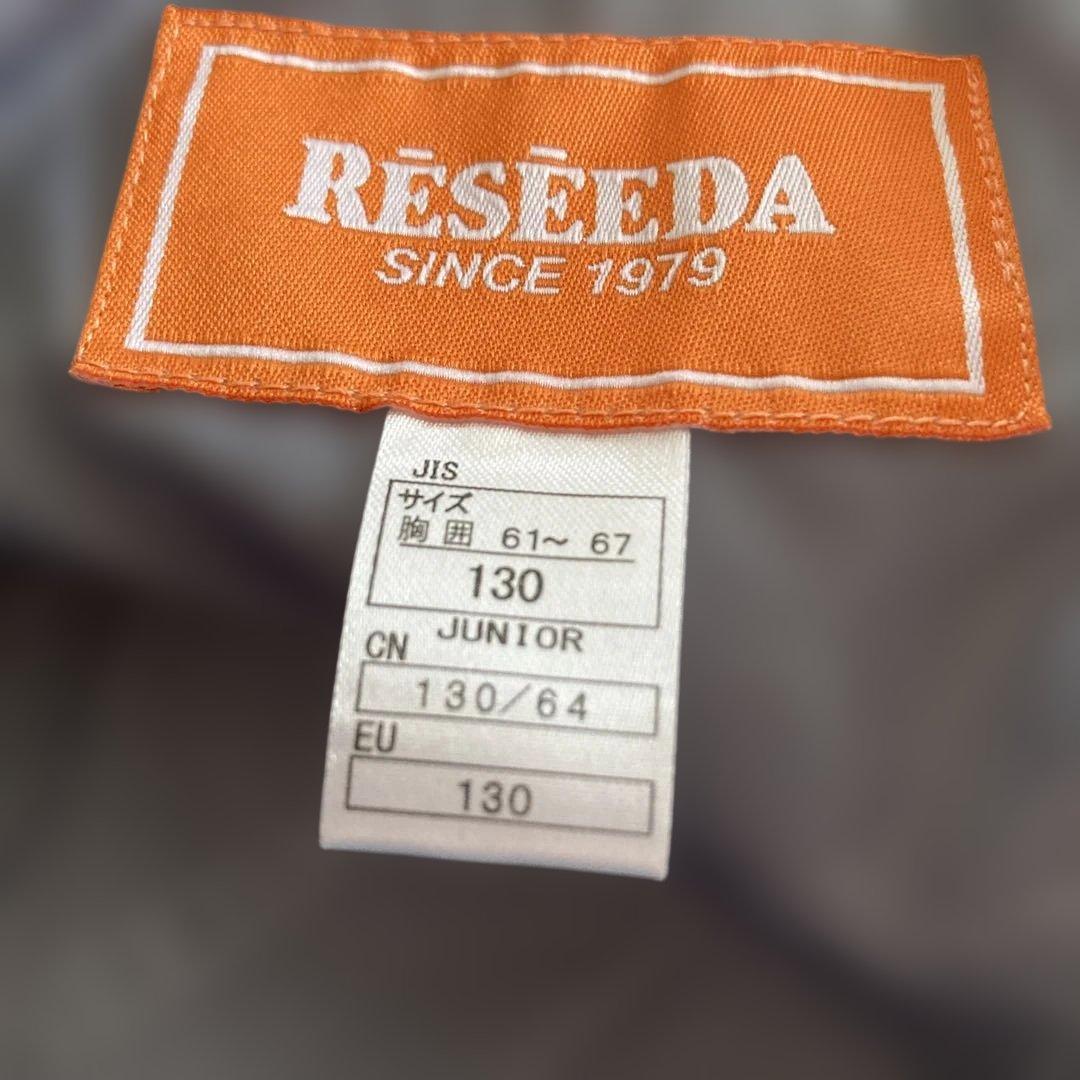 RĒSĒEDA
SINCE 1979
JIS
サイズ
胸囲 61～ 67
130
JUNIOR
CN
130/64
EU
130